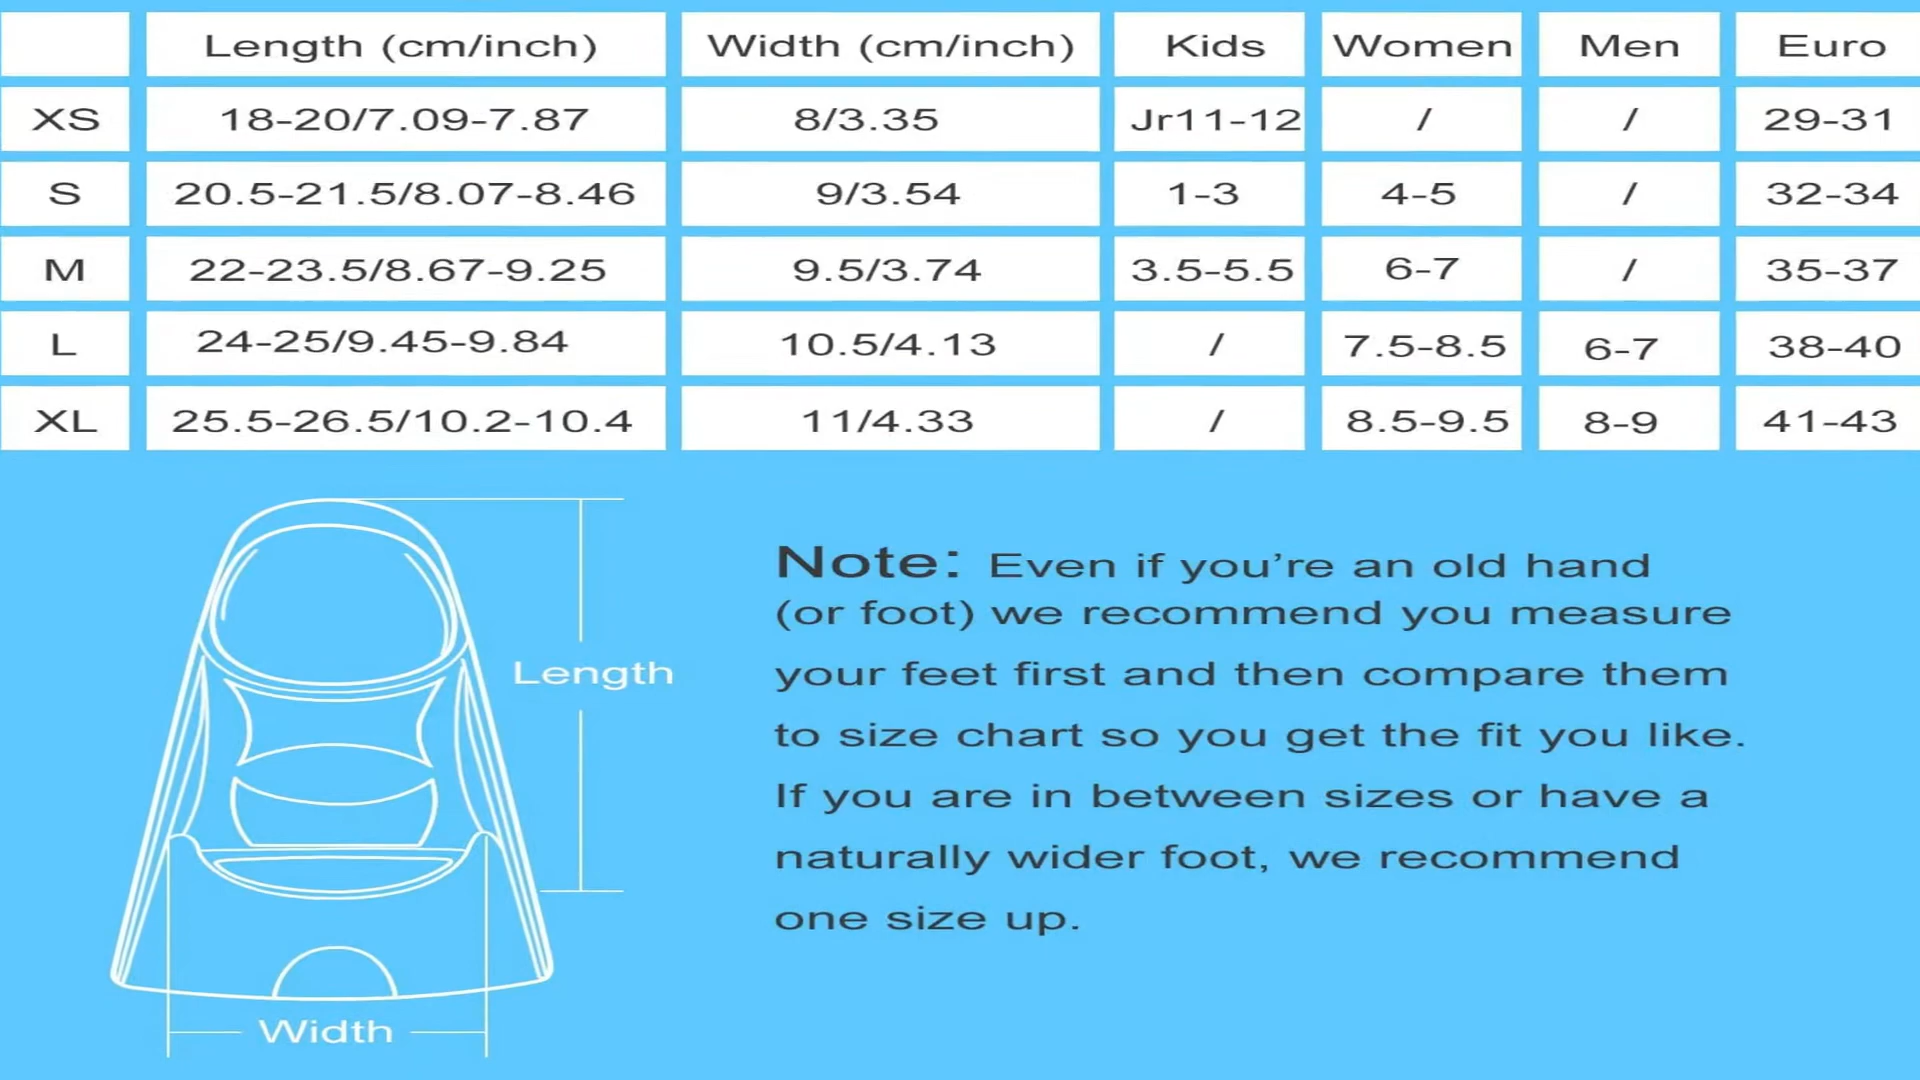 Length (cm/inch) Width (cm/inch) Kids Women Men Euro
XS 18-20/7.09-7.87 8/3.35 Jr11-12 / / 29-31
S 20.5-21.5/8.07-8.46 9/3.54 1-3 4-5 / 32-34
M 22-23.5/8.67-9.25 9.5/3.74 3.5-5.5 6-7 / 35-37
L 24-25/9.45-9.84 10.5/4.13 / 7.5-8.5 6-7 38-40
XL 25.5-26.5/10.2-10.4 11/4.33 / 8.5-9.5 8-9 41-43
Length
Width
Note: Even if you’re an old hand
(or foot) we recommend you measure
your feet first and then compare them
to size chart so you get the fit you like.
If you are in between sizes or have a
naturally wider foot, we recommend
one size up.